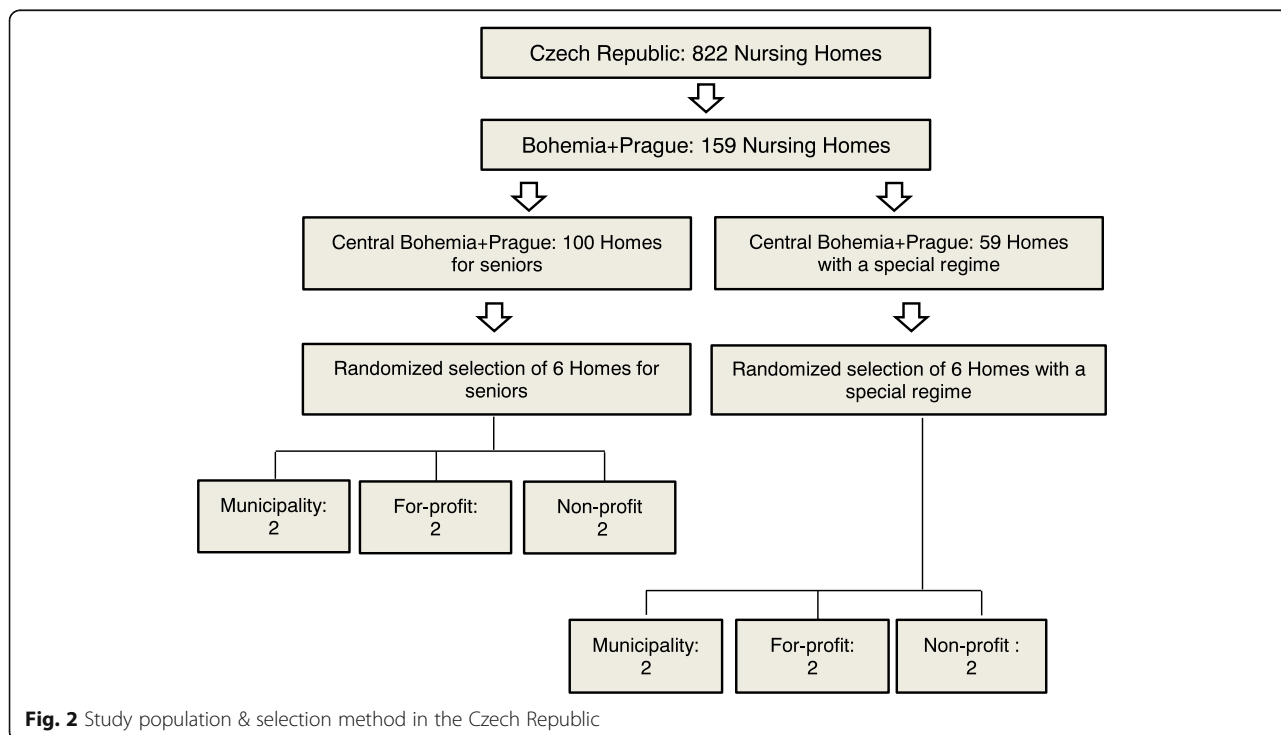 Czech Republic: 822 Nursing Homes
Bohemia+Prague: 159 Nursing Homes
Central Bohemia+Prague: 100 Homes
for seniors
Central Bohemia+Prague: 59 Homes
with a special regime
Randomized selection of 6 Homes for
seniors
Randomized selection of 6 Homes with a
special regime
Municipality:
2
For-profit:
2
Non-profit
2
Municipality:
2
For-profit:
2
Non-profit :
2
Fig. 2 Study population & selection method in the Czech Republic